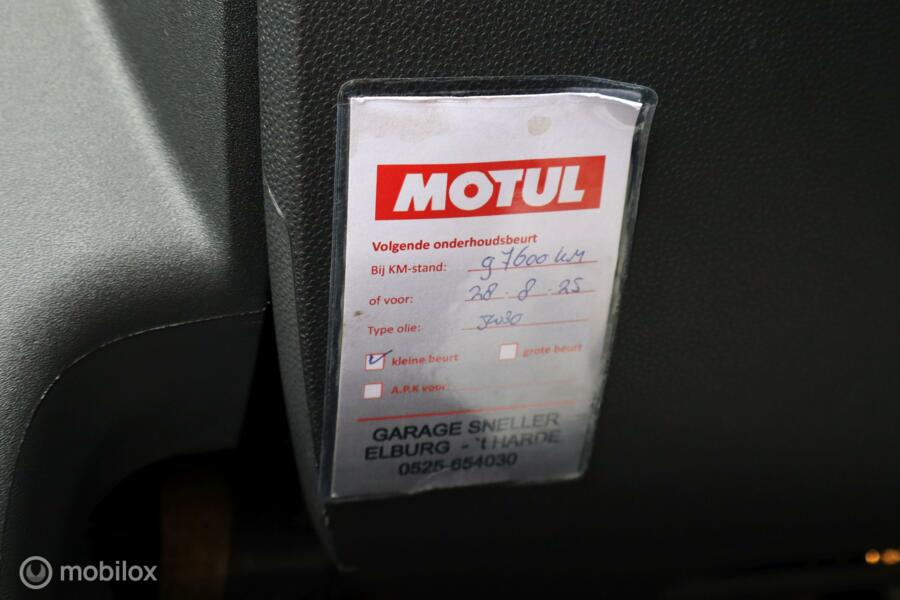 MOTUL
Volgende onderhoudsbeurt
Bij KM-stand: 97600 km
of voor: 28-8-25
Type olie: 5W30
kleine beurt grote beurt
A.P.K voor
GARAGE SNELLER
ELBURG - 't HARDE
0525-654030
mobilox